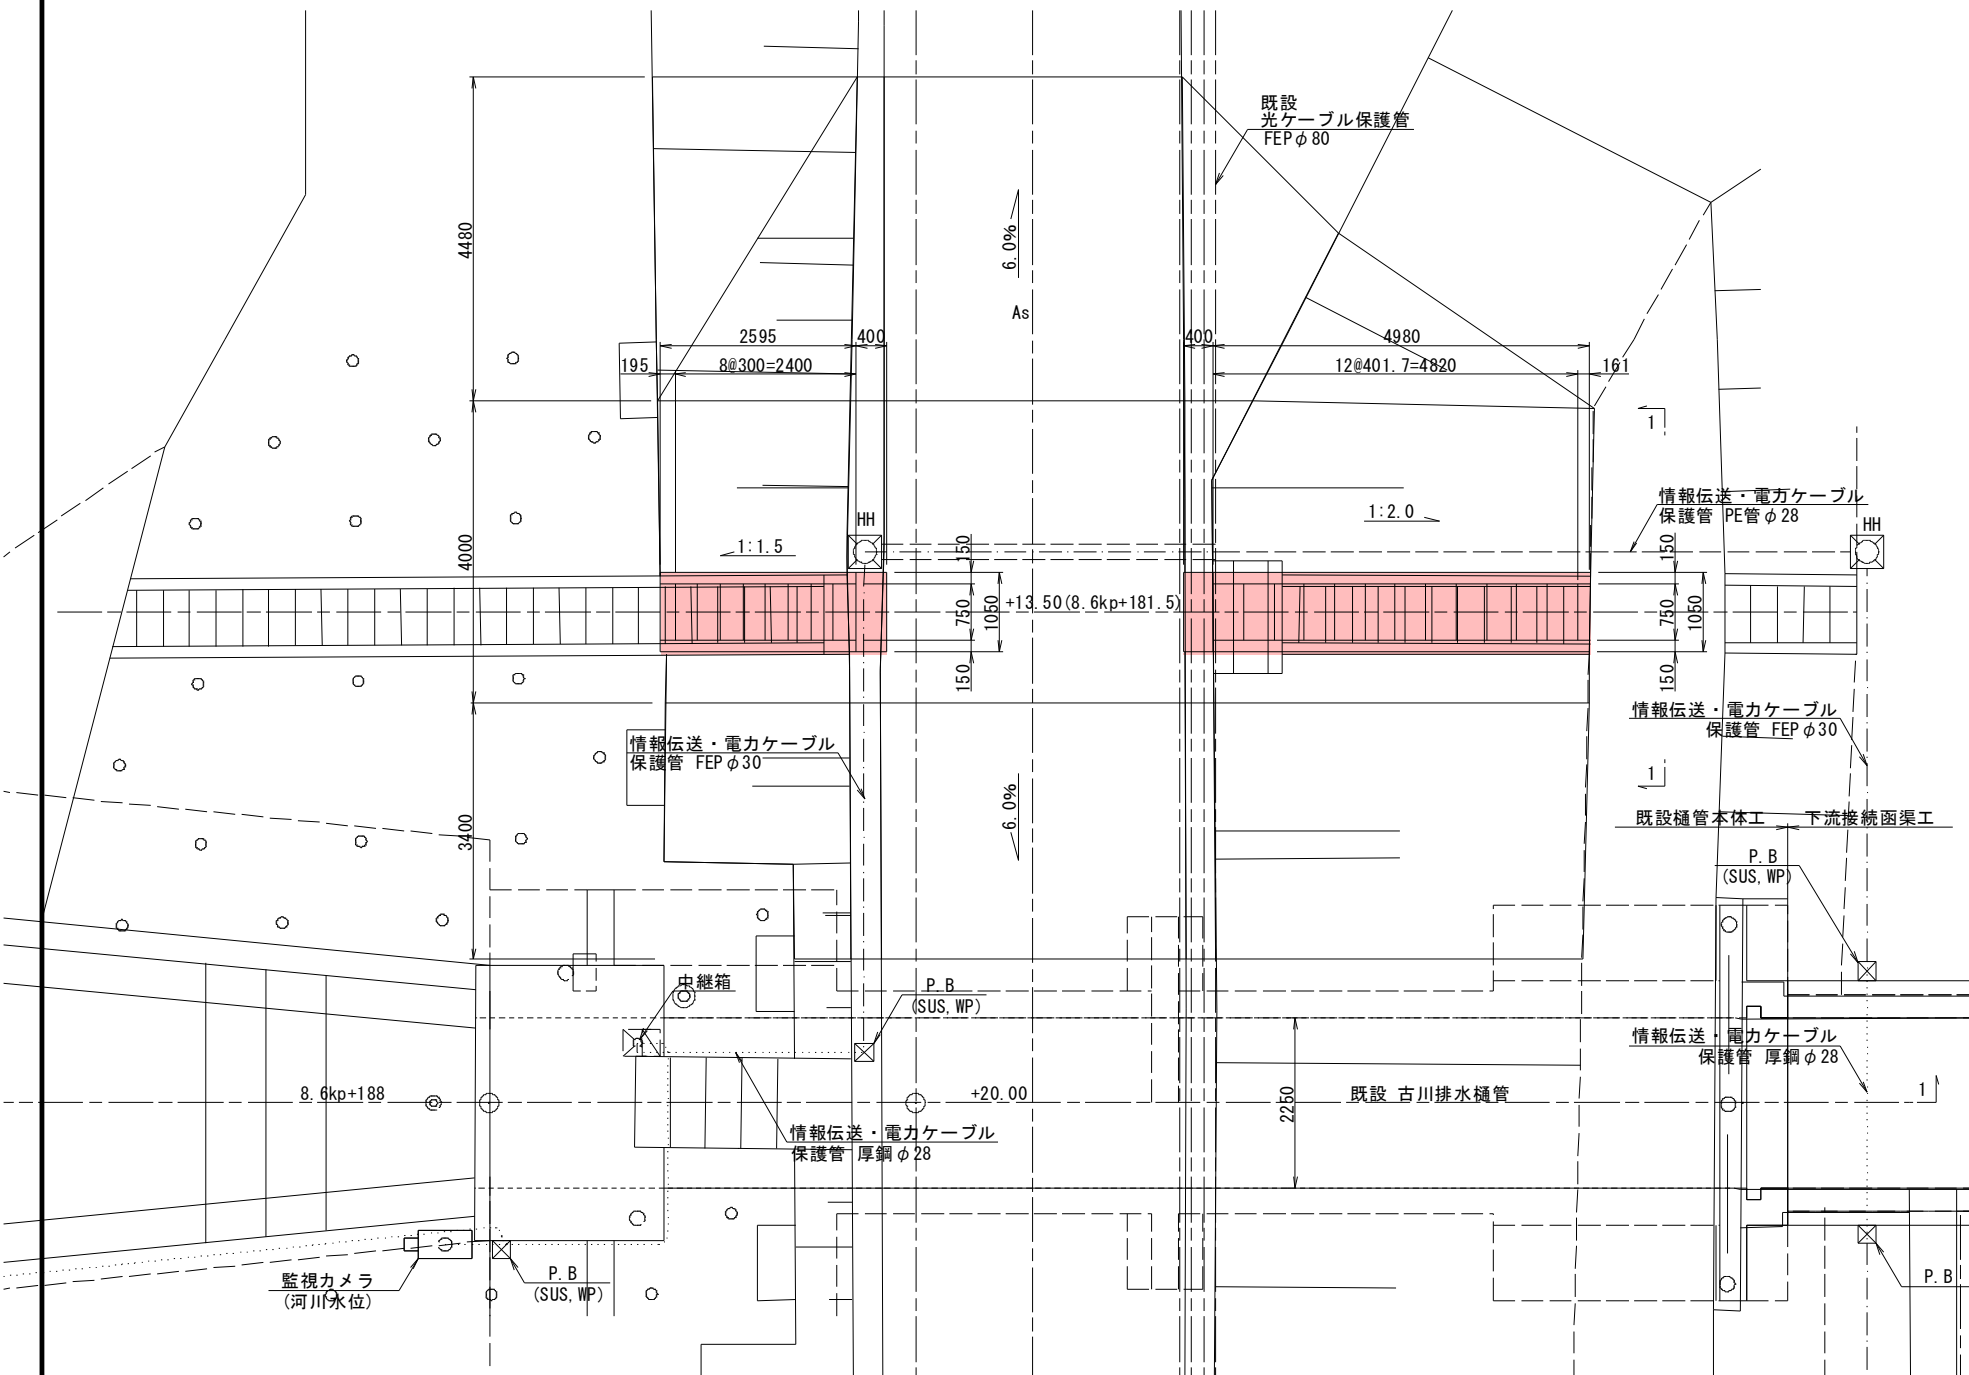 既設
光ケーブル保護管
FEPφ80
4480
6.0%
As
2595
400
400
4980
195
8@300=2400
12@401.7=4820
161
1
情報伝送・電力ケーブル
保護管 PE管φ28
HH
HH
1:2.0
1:1.5
4000
150
750
1050
150
+13.50(8.6kp+181.5)
150
750
1050
150
情報伝送・電力ケーブル
保護管 FEPφ30
情報伝送・電力ケーブル
保護管 FEPφ30
1
6.0%
3400
既設樋管本体工
下流接続函渠工
P.B
(SUS,WP)
中継箱
P.B
(SUS,WP)
情報伝送・電力ケーブル
保護管 厚鋼φ28
8.6kp+188
+20.00
2250
既設 古川排水樋管
1
情報伝送・電力ケーブル
保護管 厚鋼φ28
監視カメラ
(河川水位)
P.B
(SUS,WP)
P.B